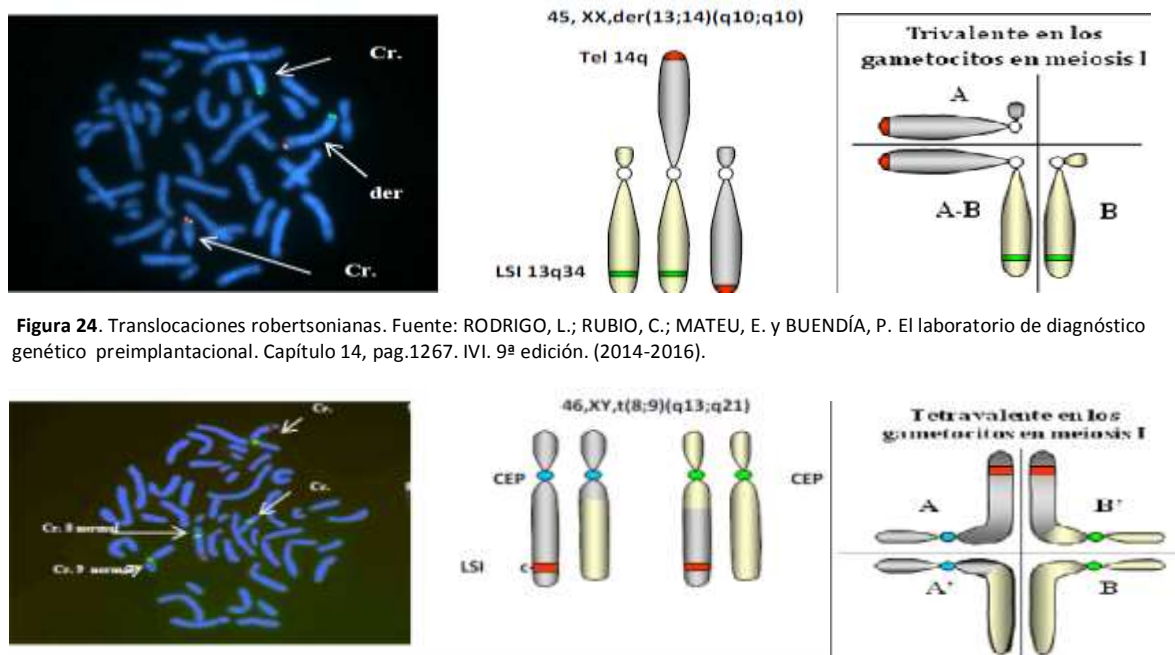 Cr.
der
Cr.
45, XX,der(13;14)(q10;q10)
Tel 14q
LSI 13q34
Trivalente en los
gametocitos en meiosis I
A
A-B
B
Figura 24. Translocaciones robertsonianas. Fuente: RODRIGO, L.; RUBIO, C.; MATEU, E. y BUENDÍA, P. El laboratorio de diagnóstico
genético preimplantacional. Capítulo 14, pag.1267. IVI. 9ª edición. (2014-2016).
Cr.
Cr.
Cr. 8 normal
Cr. 9 normal
46,XY,t(8;9)(q13;q21)
CEP
CEP
LSI
c
Tetravalente en los
gametocitos en meiosis I
A
B'
A'
B